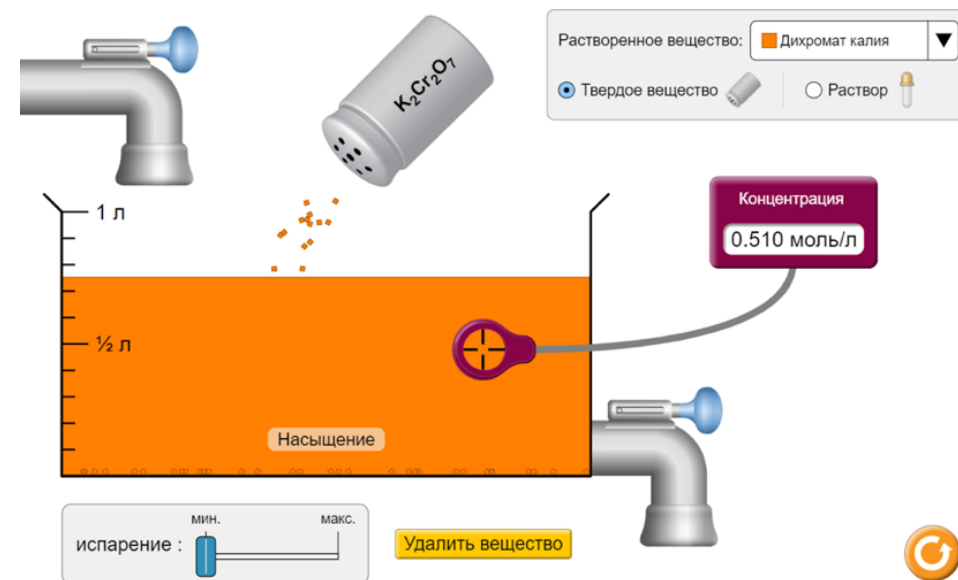 Растворенное вещество: Дихромат калия
Твердое вещество Раствор
K₂Cr₂O₇
1 л
Концентрация
0.510 моль/л
½ л
Насыщение
мин. макс.
испарение :
Удалить вещество